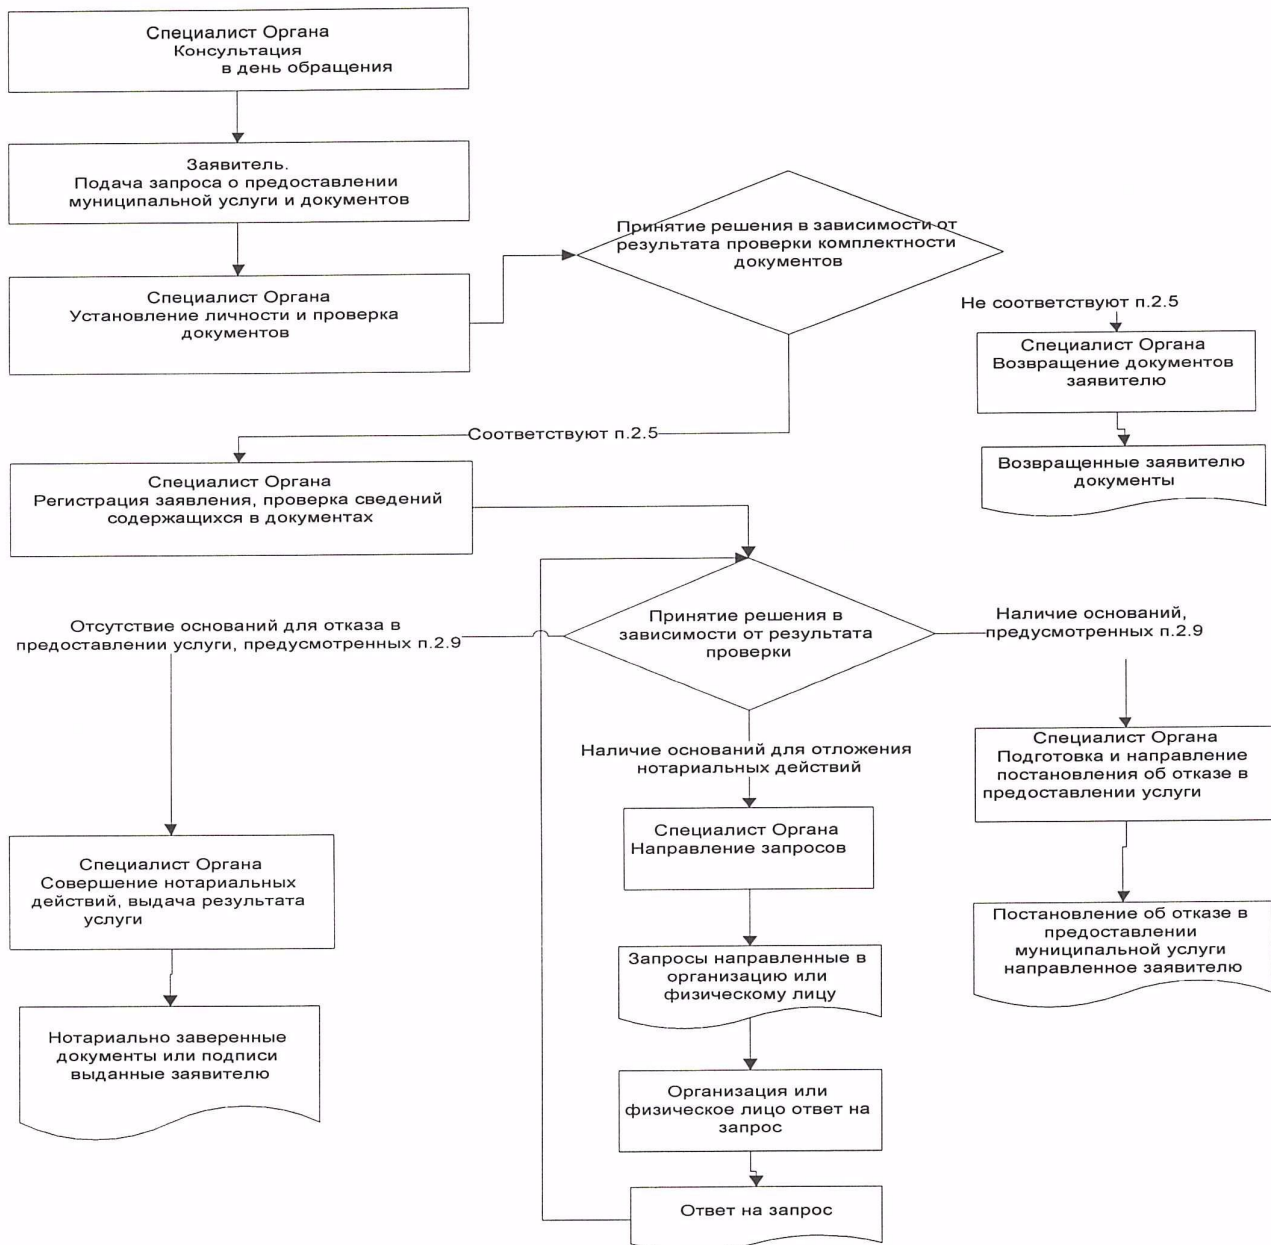 Специалист Органа
Консультация
в день обращения
Заявитель.
Подача запроса о предоставлении
муниципальной услуги и документов
Принятие решения в зависимости от
результата проверки комплектности
документов
Специалист Органа
Установление личности и проверка
документов
Не соответствуют п.2.5
Специалист Органа
Возвращение документов
заявителю
Соответствуют п.2.5
Возвращенные заявителю
документы
Специалист Органа
Регистрация заявления, проверка сведений
содержащихся в документах
Принятие решения в
зависимости от результата
проверки
Отсутствие оснований для отказа в
предоставлении услуги, предусмотренных п.2.9
Наличие оснований,
предусмотренных п.2.9
Наличие оснований для отложения
нотариальных действий
Специалист Органа
Подготовка и направление
постановления об отказе в
предоставлении услуги
Специалист Органа
Направление запросов
Специалист Органа
Совершение нотариальных
действий, выдача результата
услуги
Постановление об отказе в
предоставлении
муниципальной услуги
направленное заявителю
Запросы направленные в
организацию или
физическому лицу
Нотариально заверенные
документы или подписи
выданные заявителю
Организация или
физическое лицо ответ на
запрос
Ответ на запрос